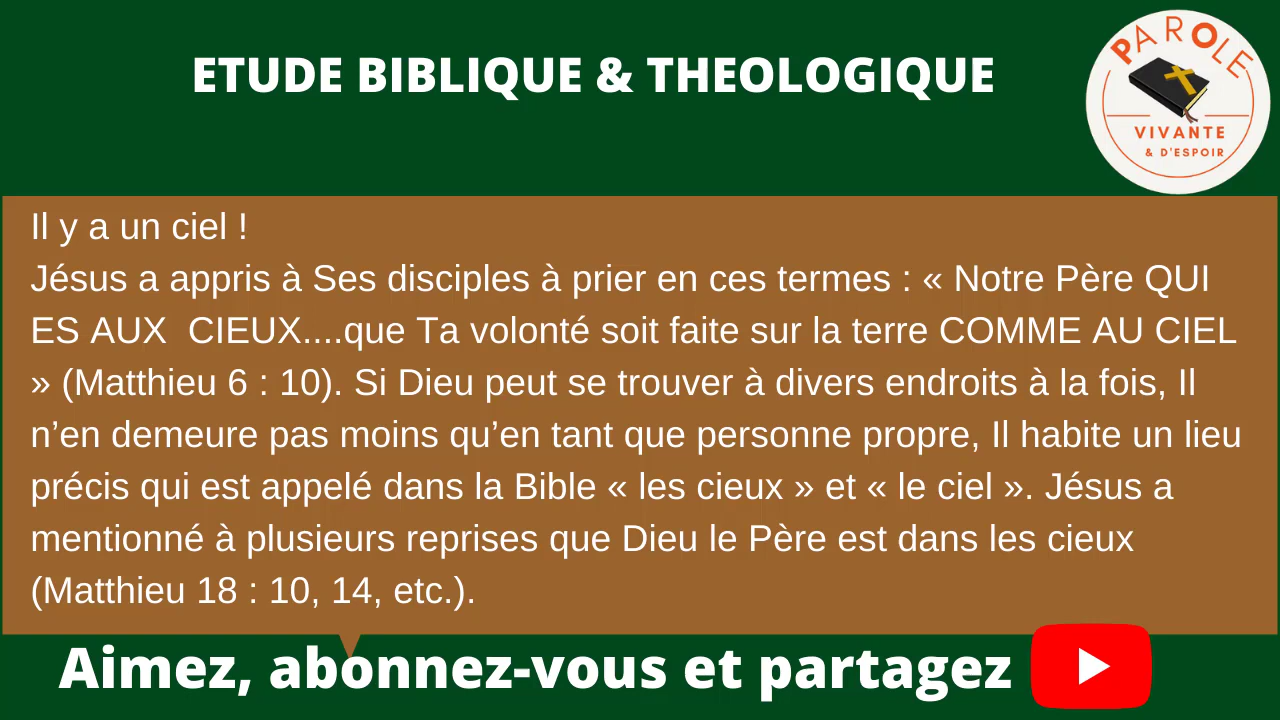 ETUDE BIBLIQUE & THEOLOGIQUE
PAROLE
VIVANTE
& D'ESPOIR
Il y a un ciel !
Jésus a appris à Ses disciples à prier en ces termes : « Notre Père QUI
ES AUX  CIEUX....que Ta volonté soit faite sur la terre COMME AU CIEL
» (Matthieu 6 : 10). Si Dieu peut se trouver à divers endroits à la fois, Il
n’en demeure pas moins qu’en tant que personne propre, Il habite un lieu
précis qui est appelé dans la Bible « les cieux » et « le ciel ». Jésus a
mentionné à plusieurs reprises que Dieu le Père est dans les cieux
(Matthieu 18 : 10, 14, etc.).
Aimez, abonnez-vous et partagez